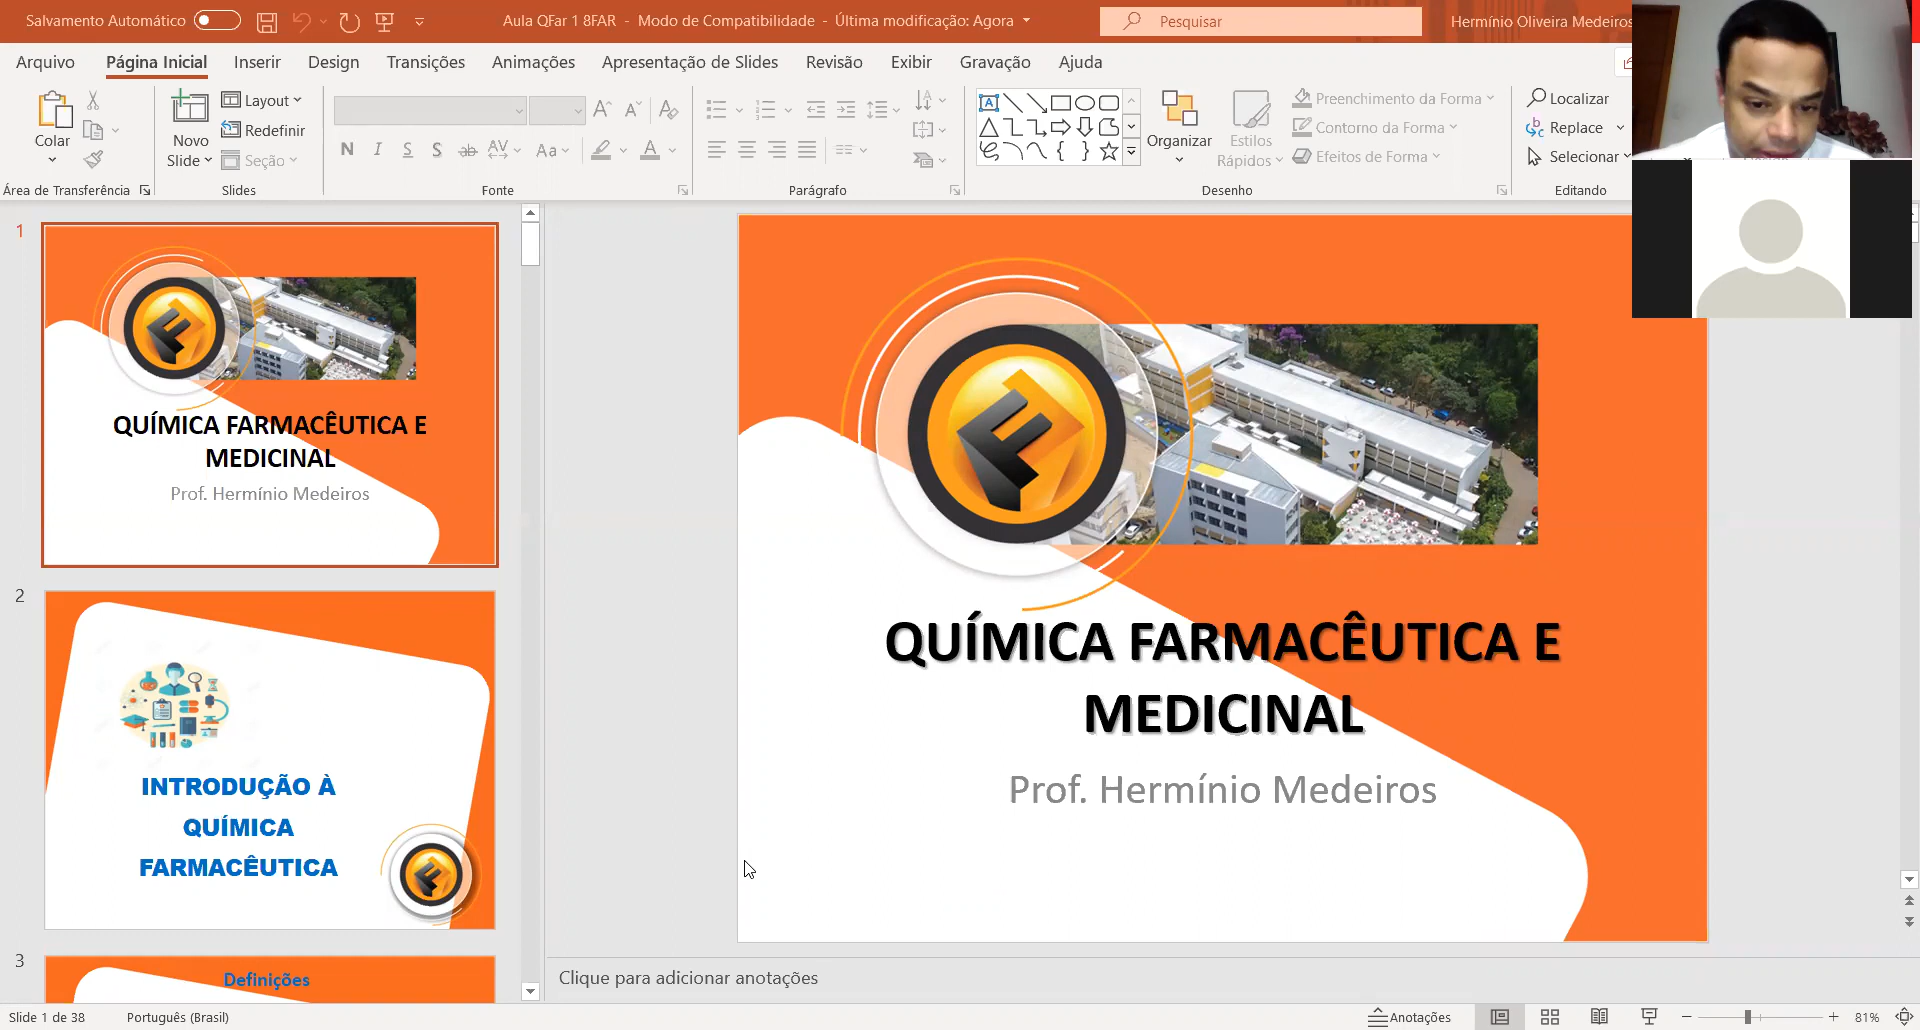 Salvamento Automático
Aula QFar 1 8FAR - Modo de Compatibilidade - Última modificação: Agora
Pesquisar
Hermínio Oliveira Medeiros
Arquivo Página Inicial Inserir Design Transições Animações Apresentação de Slides Revisão Exibir Gravação Ajuda
Colar
Área de Transferência
Novo
Slide
Layout
Redefinir
Seção
Slides
N I S S ab AV Aa A
Fonte
Parágrafo
Organizar
Estilos
Rápidos
Preenchimento da Forma
Contorno da Forma
Efeitos de Forma
Desenho
Localizar
Replace
Selecionar
Editando
1
QUÍMICA FARMACÊUTICA E
MEDICINAL
Prof. Hermínio Medeiros
2
INTRODUÇÃO À
QUÍMICA
FARMACÊUTICA
3
Definições
QUÍMICA FARMACÊUTICA E
MEDICINAL
Prof. Hermínio Medeiros
Clique para adicionar anotações
Slide 1 de 38
Português (Brasil)
Anotações
81%